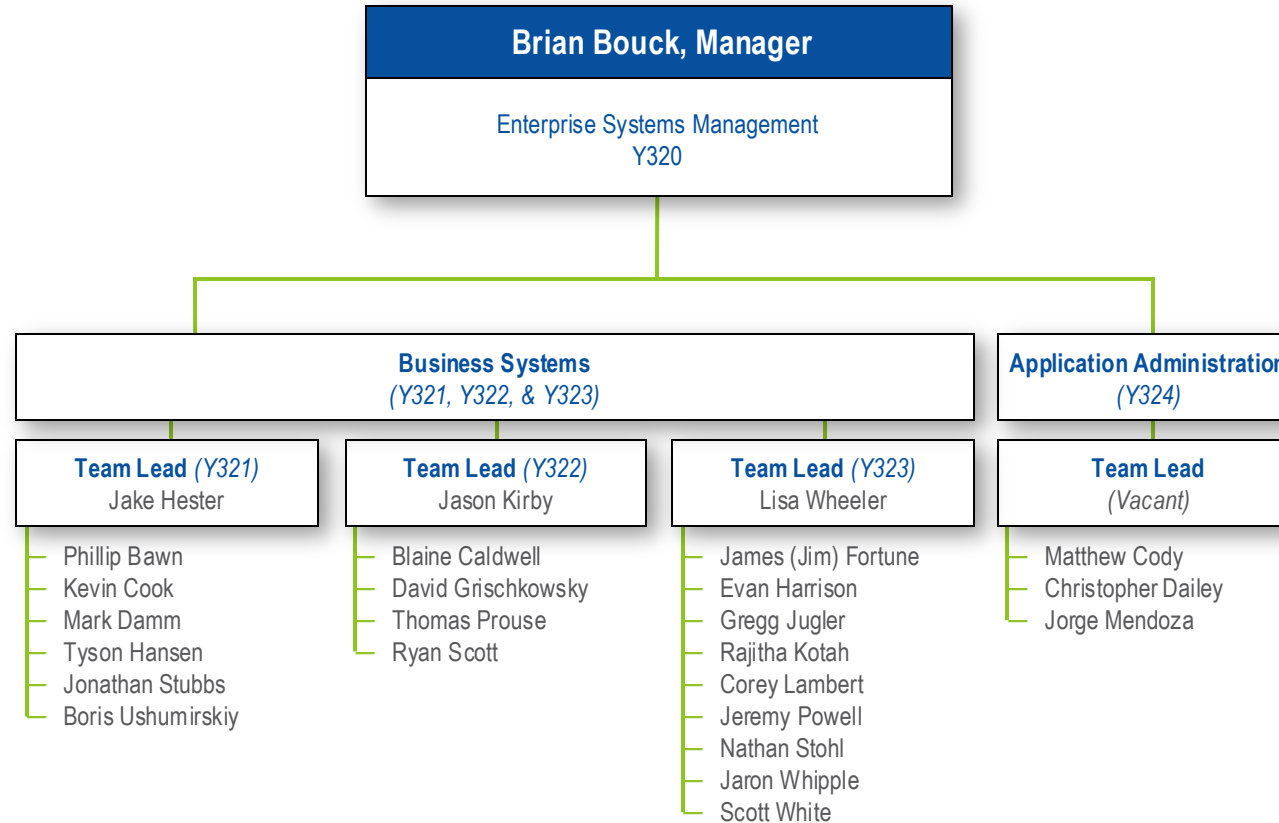 Brian Bouck, Manager
Enterprise Systems Management
Y320
Business Systems
(Y321, Y322, & Y323)
Application Administration
(Y324)
Team Lead (Y321)
Jake Hester
Phillip Bawn
Kevin Cook
Mark Damm
Tyson Hansen
Jonathan Stubbs
Boris Ushumirskiy
Team Lead (Y322)
Jason Kirby
Blaine Caldwell
David Grischkowsky
Thomas Prouse
Ryan Scott
Team Lead (Y323)
Lisa Wheeler
James (Jim) Fortune
Evan Harrison
Gregg Jugler
Rajitha Kotah
Corey Lambert
Jeremy Powell
Nathan Stohl
Jaron Whipple
Scott White
Team Lead
(Vacant)
Matthew Cody
Christopher Dailey
Jorge Mendoza